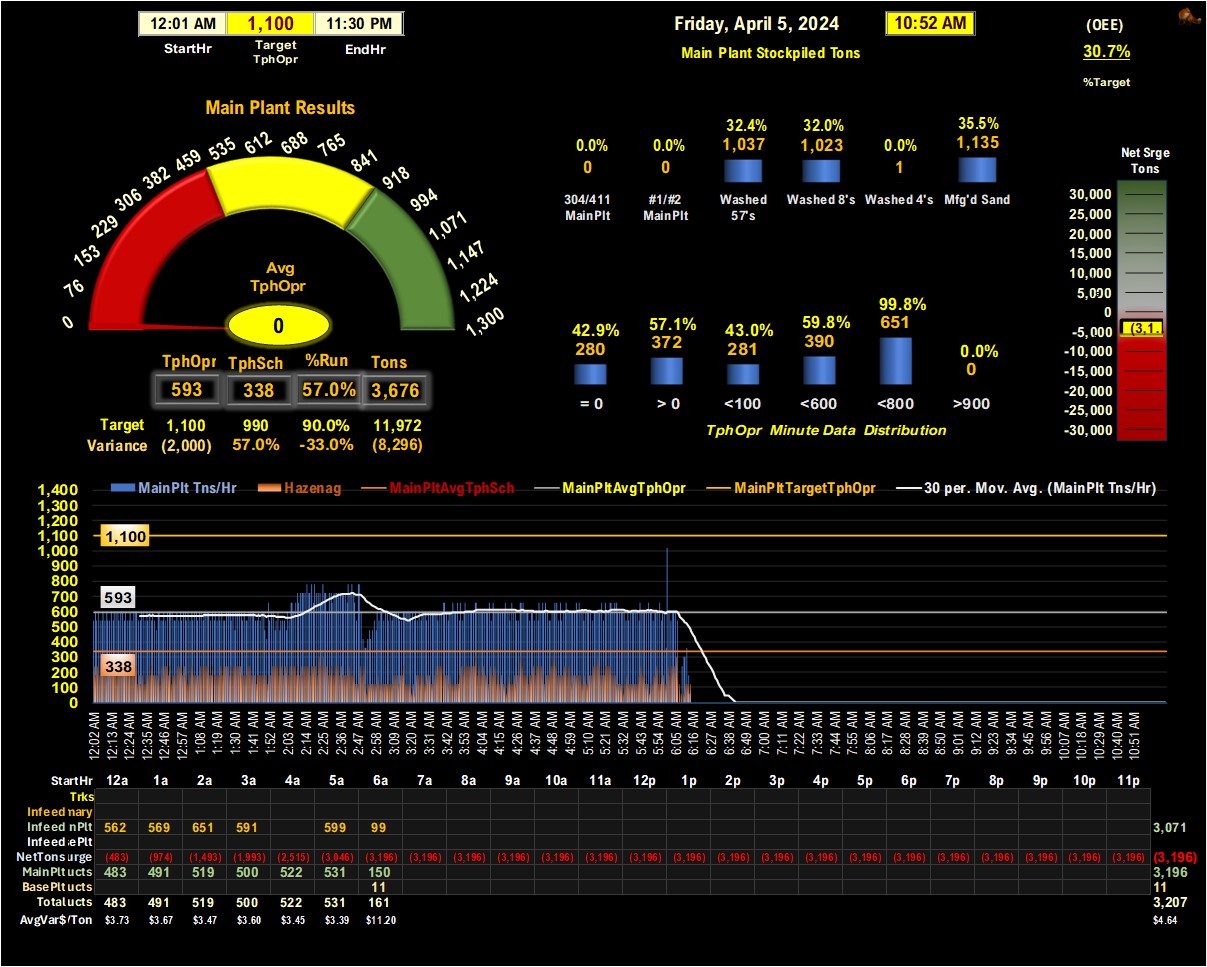 12:01 AM 1,100 11:30 PM
StartHr Target TphOpr EndHr
Friday, April 5, 2024 10:52 AM
Main Plant Stockpiled Tons
(OEE)
30.7%
%Target
Main Plant Results
0 76 153 229 306 382 459 535 612 688 765 841 918 994 1,071 1,147 1,224 1,300
Avg
TphOpr
0
TphOpr TphSch %Run Tons
593 338 57.0% 3,676
Target 1,100 990 90.0% 11,972
Variance (2,000) 57.0% -33.0% (8,296)
0.0% 0.0% 32.4% 32.0% 0.0% 35.5%
0 0 1,037 1,023 1 1,135
304/411 MainPlt #1/#2 MainPlt Washed 57's Washed 8's Washed 4's Mfg'd Sand
42.9% 57.1% 43.0% 59.8% 99.8% 0.0%
280 372 281 390 651 0
= 0 > 0 <100 <600 <800 >900
TphOpr Minute Data Distribution
Net Srge
Tons
30,000
25,000
20,000
15,000
10,000
5,000
0
-5,000
(3,1.
-10,000
-15,000
-20,000
-25,000
-30,000
MainPlt Tns/Hr Hazenag MainPltAvgTphSch MainPltAvgTphOpr MainPltTargetTphOpr 30 per. Mov. Avg. (MainPlt Tns/Hr)
1,400
1,300
1,200
1,100
1,000
900
800
700
600
500
400
300
200
100
0
1,100
593
338
12:02 AM 12:13 AM 12:24 AM 12:35 AM 12:46 AM 12:57 AM 1:08 AM 1:19 AM 1:30 AM 1:41 AM 1:52 AM 2:03 AM 2:14 AM 2:25 AM 2:36 AM 2:47 AM 2:58 AM 3:09 AM 3:20 AM 3:31 AM 3:42 AM 3:53 AM 4:04 AM 4:15 AM 4:26 AM 4:37 AM 4:48 AM 4:59 AM 5:10 AM 5:21 AM 5:32 AM 5:43 AM 5:54 AM 6:05 AM 6:16 AM 6:27 AM 6:38 AM 6:49 AM 7:00 AM 7:11 AM 7:22 AM 7:33 AM 7:44 AM 7:55 AM 8:06 AM 8:17 AM 8:28 AM 8:39 AM 8:50 AM 9:01 AM 9:12 AM 9:23 AM 9:34 AM 9:45 AM 9:56 AM 10:07 AM 10:18 AM 10:29 AM 10:40 AM 10:51 AM
StartHr 12a 1a 2a 3a 4a 5a 6a 7a 8a 9a 10a 11a 12p 1p 2p 3p 4p 5p 6p 7p 8p 9p 10p 11p
Trks
Infeed mary
Infeed nPlt 562 569 651 591 599 99 3,071
Infeed ePlt
NetTons urge (483) (974) (1,493) (1,993) (2,515) (3,046) (3,196) (3,196) (3,196) (3,196) (3,196) (3,196) (3,196) (3,196) (3,196) (3,196) (3,196) (3,196) (3,196) (3,196) (3,196) (3,196) (3,196) (3,196) (3,196)
MainPlt ucts 483 491 519 500 522 531 150 3,196
BasePlt ucts 11 11
Total ucts 483 491 519 500 522 531 161 3,207
AvgVar$/Ton $3.73 $3.67 $3.47 $3.60 $3.45 $3.39 $11.20 $4.64